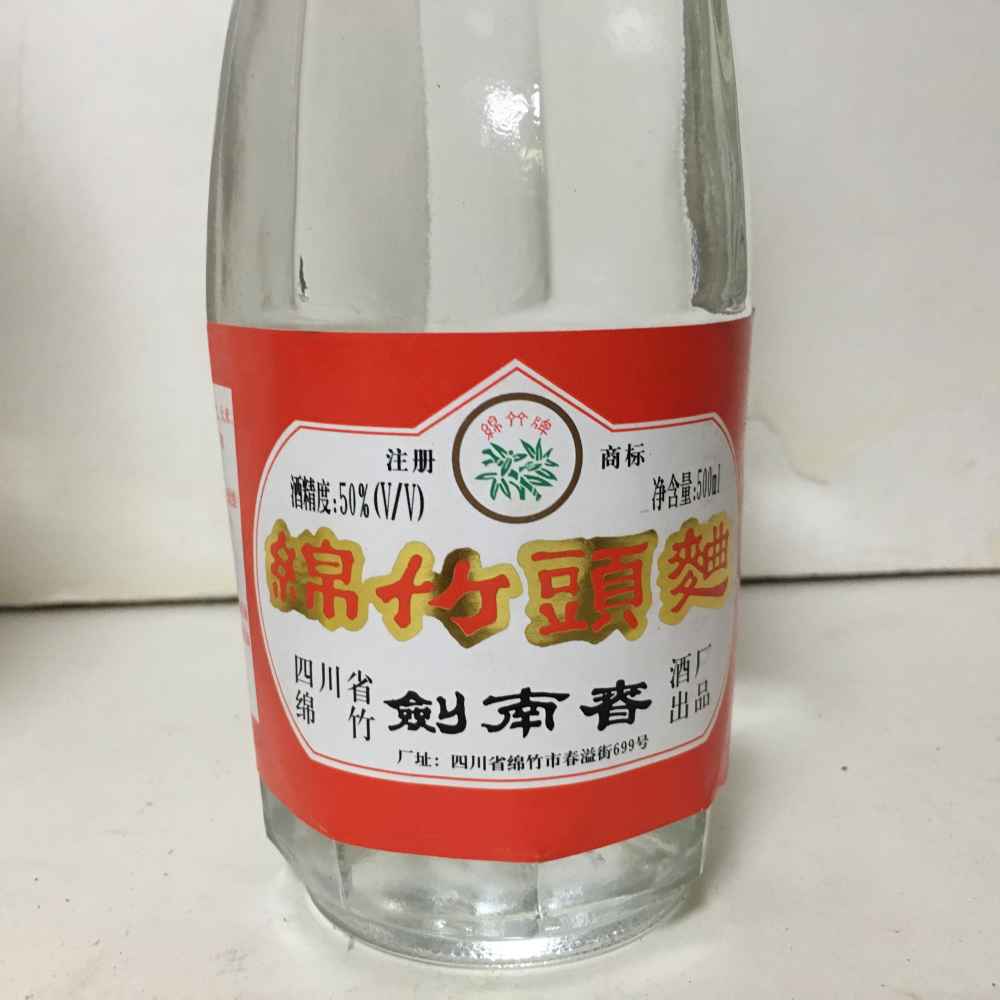 綿竹牌
注册 商标
酒精度:50%(V/V) 净含量:500ml
綿竹頭麯
四川省 酒厂
绵竹 劍南春 出品
厂址：四川省绵竹市春溢街699号